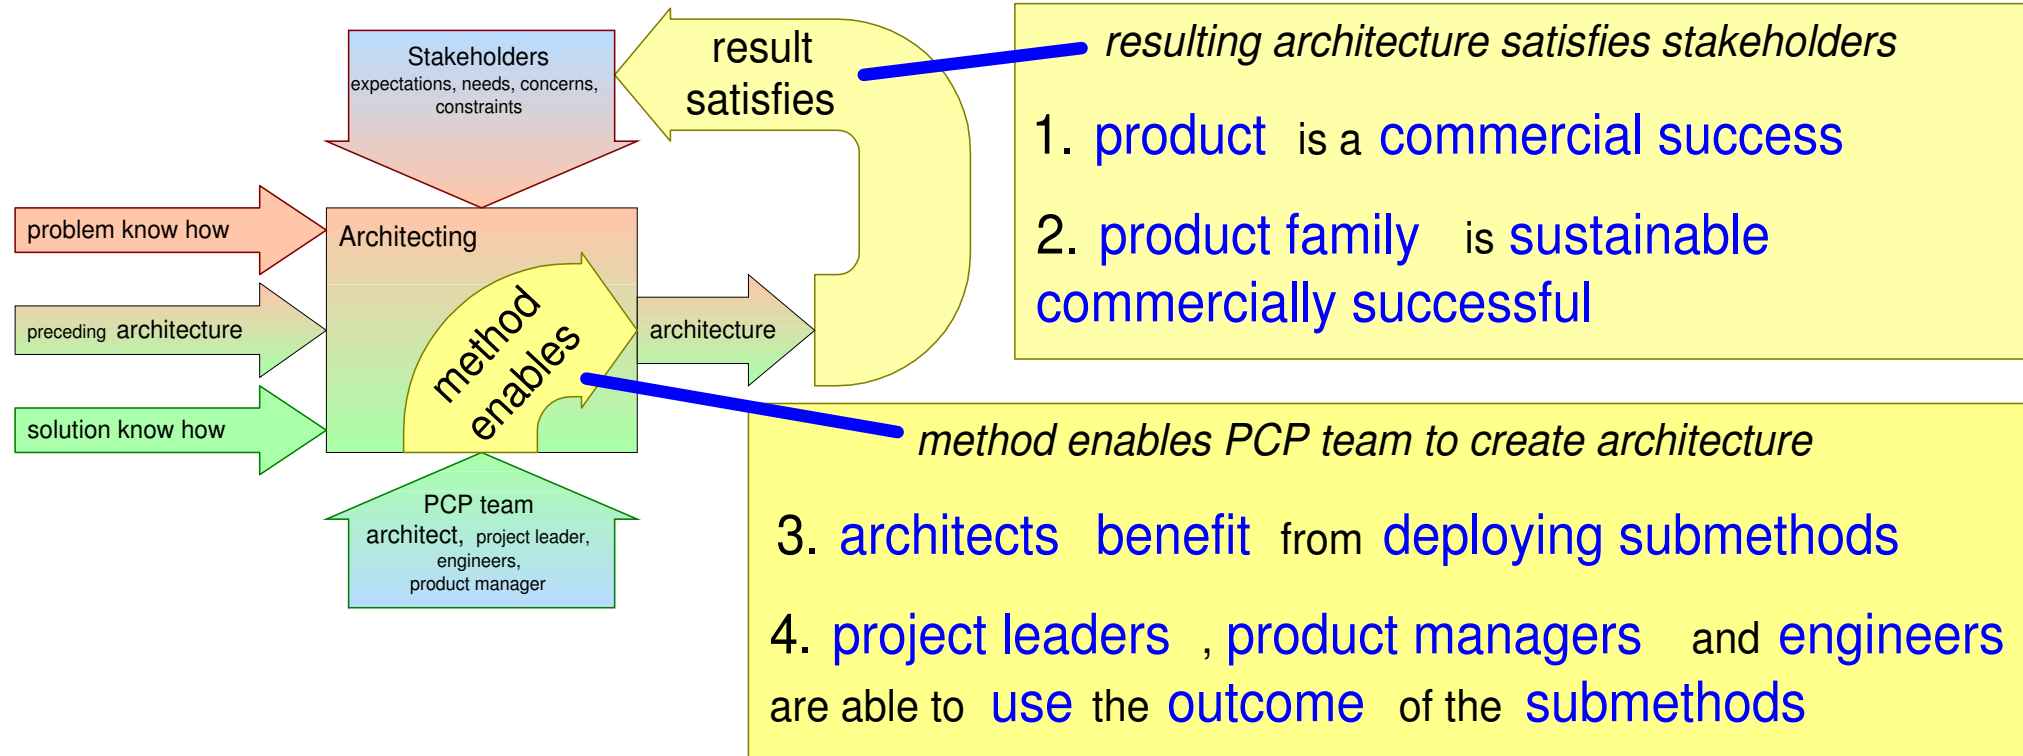 Stakeholders
expectations, needs, concerns,
constraints
result
satisfies
problem know how
preceding architecture
solution know how
Architecting
method
enables
architecture
PCP team
architect, project leader,
engineers,
product manager
resulting architecture satisfies stakeholders
1. product is a commercial success
2. product family is sustainable
commercially successful
method enables PCP team to create architecture
3. architects benefit from deploying submethods
4. project leaders , product managers and engineers
are able to use the outcome of the submethods